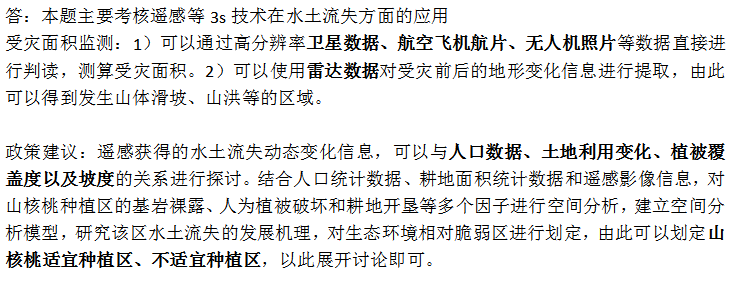 答：本题主要考核遥感等 3s 技术在水土流失方面的应用
受灾面积监测：1）可以通过高分辨率卫星数据、航空飞机航片、无人机照片等数据直接进
行判读，测算受灾面积。2）可以使用雷达数据对受灾前后的地形变化信息进行提取，由此
可以得到发生山体滑坡、山洪等的区域。
政策建议：遥感获得的水土流失动态变化信息，可以与人口数据、土地利用变化、植被覆
盖度以及坡度的关系进行探讨。结合人口统计数据、耕地面积统计数据和遥感影像信息，对
山核桃种植区的基岩裸露、人为植被破坏和耕地开垦等多个因子进行空间分析，建立空间分
析模型，研究该区水土流失的发展机理，对生态环境相对脆弱区进行划定，由此可以划定山
核桃适宜种植区、不适宜种植区，以此展开讨论即可。